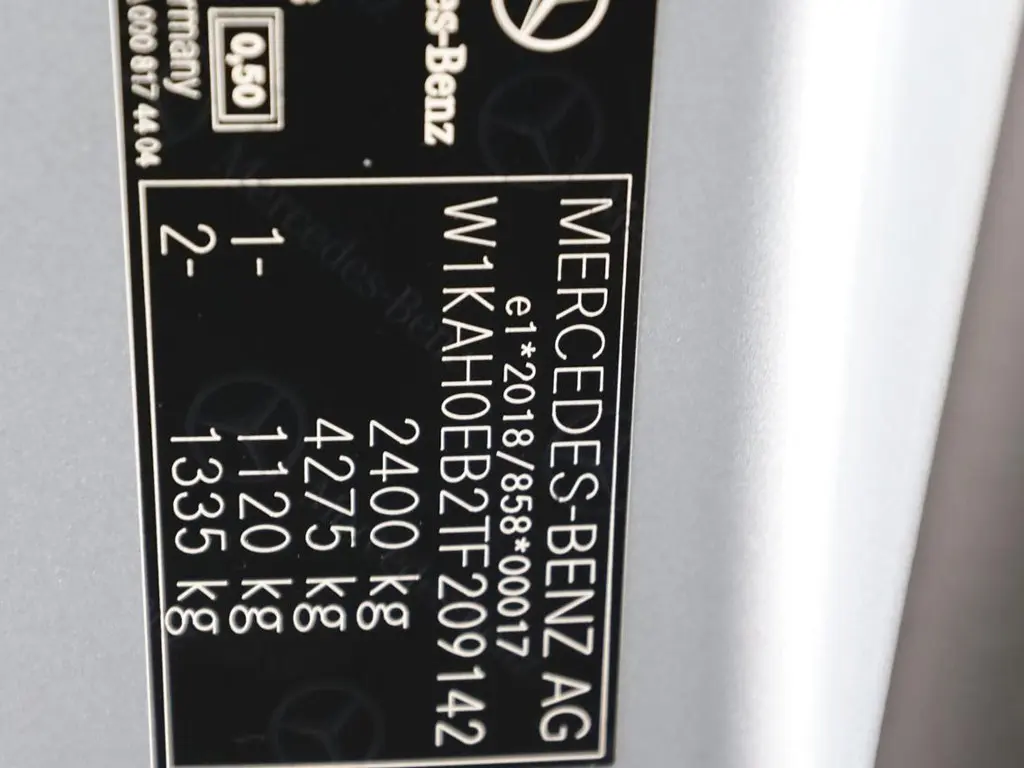 es-Benz
0,50
rmany
000 817 44 04
MERCEDES-BENZ AG
e1*2018/858*00017
W1KAH0EB2TF209142
2400 kg
4275 kg
1- 1120 kg
2- 1335 kg